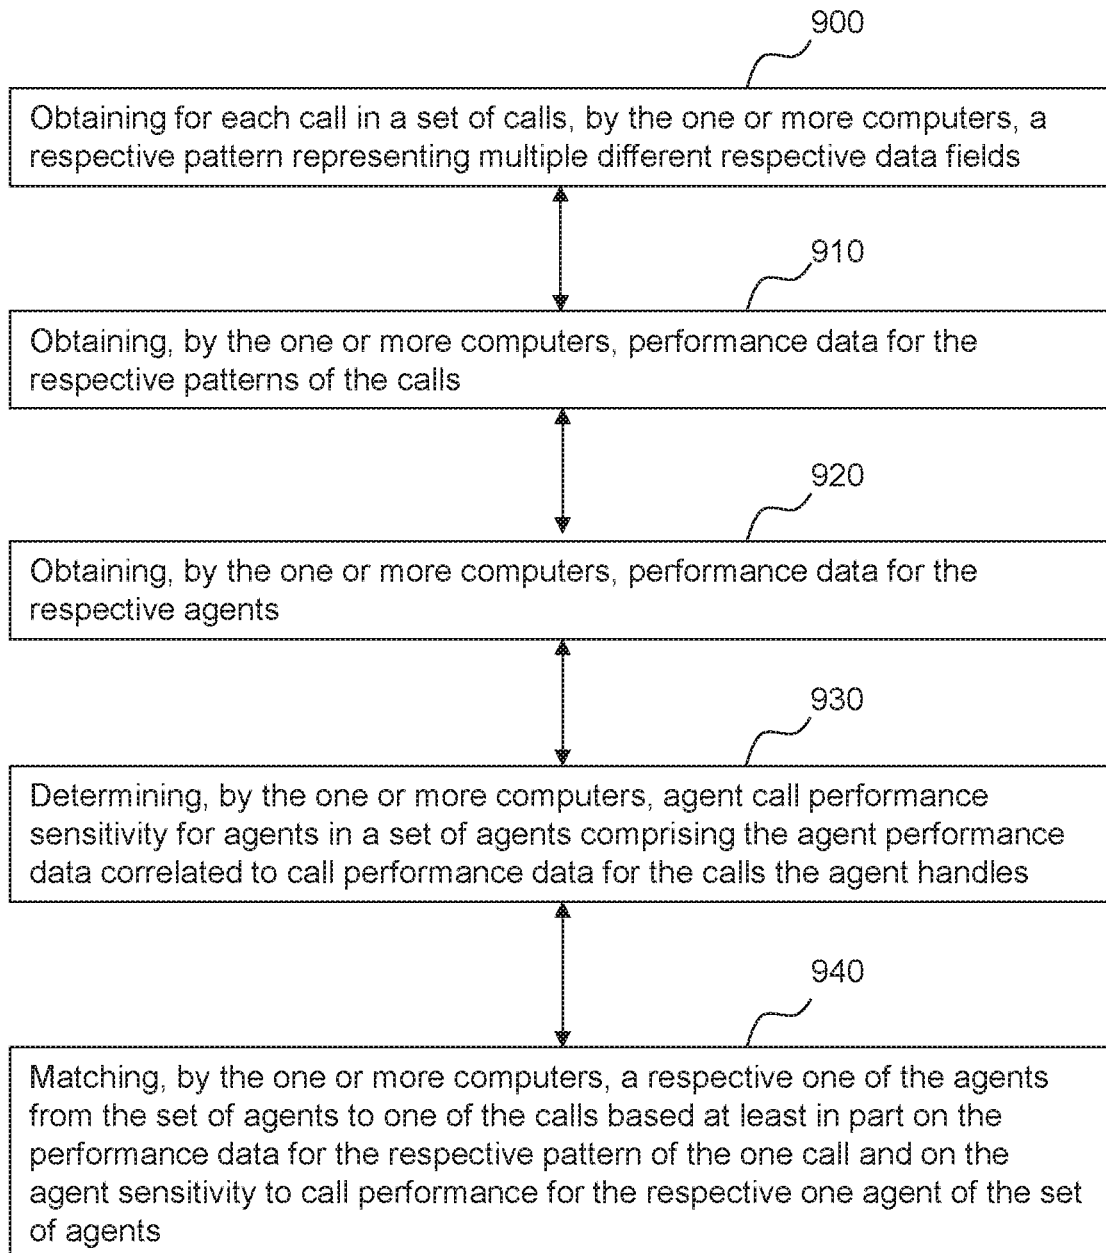 900
Obtaining for each call in a set of calls, by the one or more computers, a
respective pattern representing multiple different respective data fields
910
Obtaining, by the one or more computers, performance data for the
respective patterns of the calls
920
Obtaining, by the one or more computers, performance data for the
respective agents
930
Determining, by the one or more computers, agent call performance
sensitivity for agents in a set of agents comprising the agent performance
data correlated to call performance data for the calls the agent handles
940
Matching, by the one or more computers, a respective one of the agents
from the set of agents to one of the calls based at least in part on the
performance data for the respective pattern of the one call and on the
agent sensitivity to call performance for the respective one agent of the set
of agents